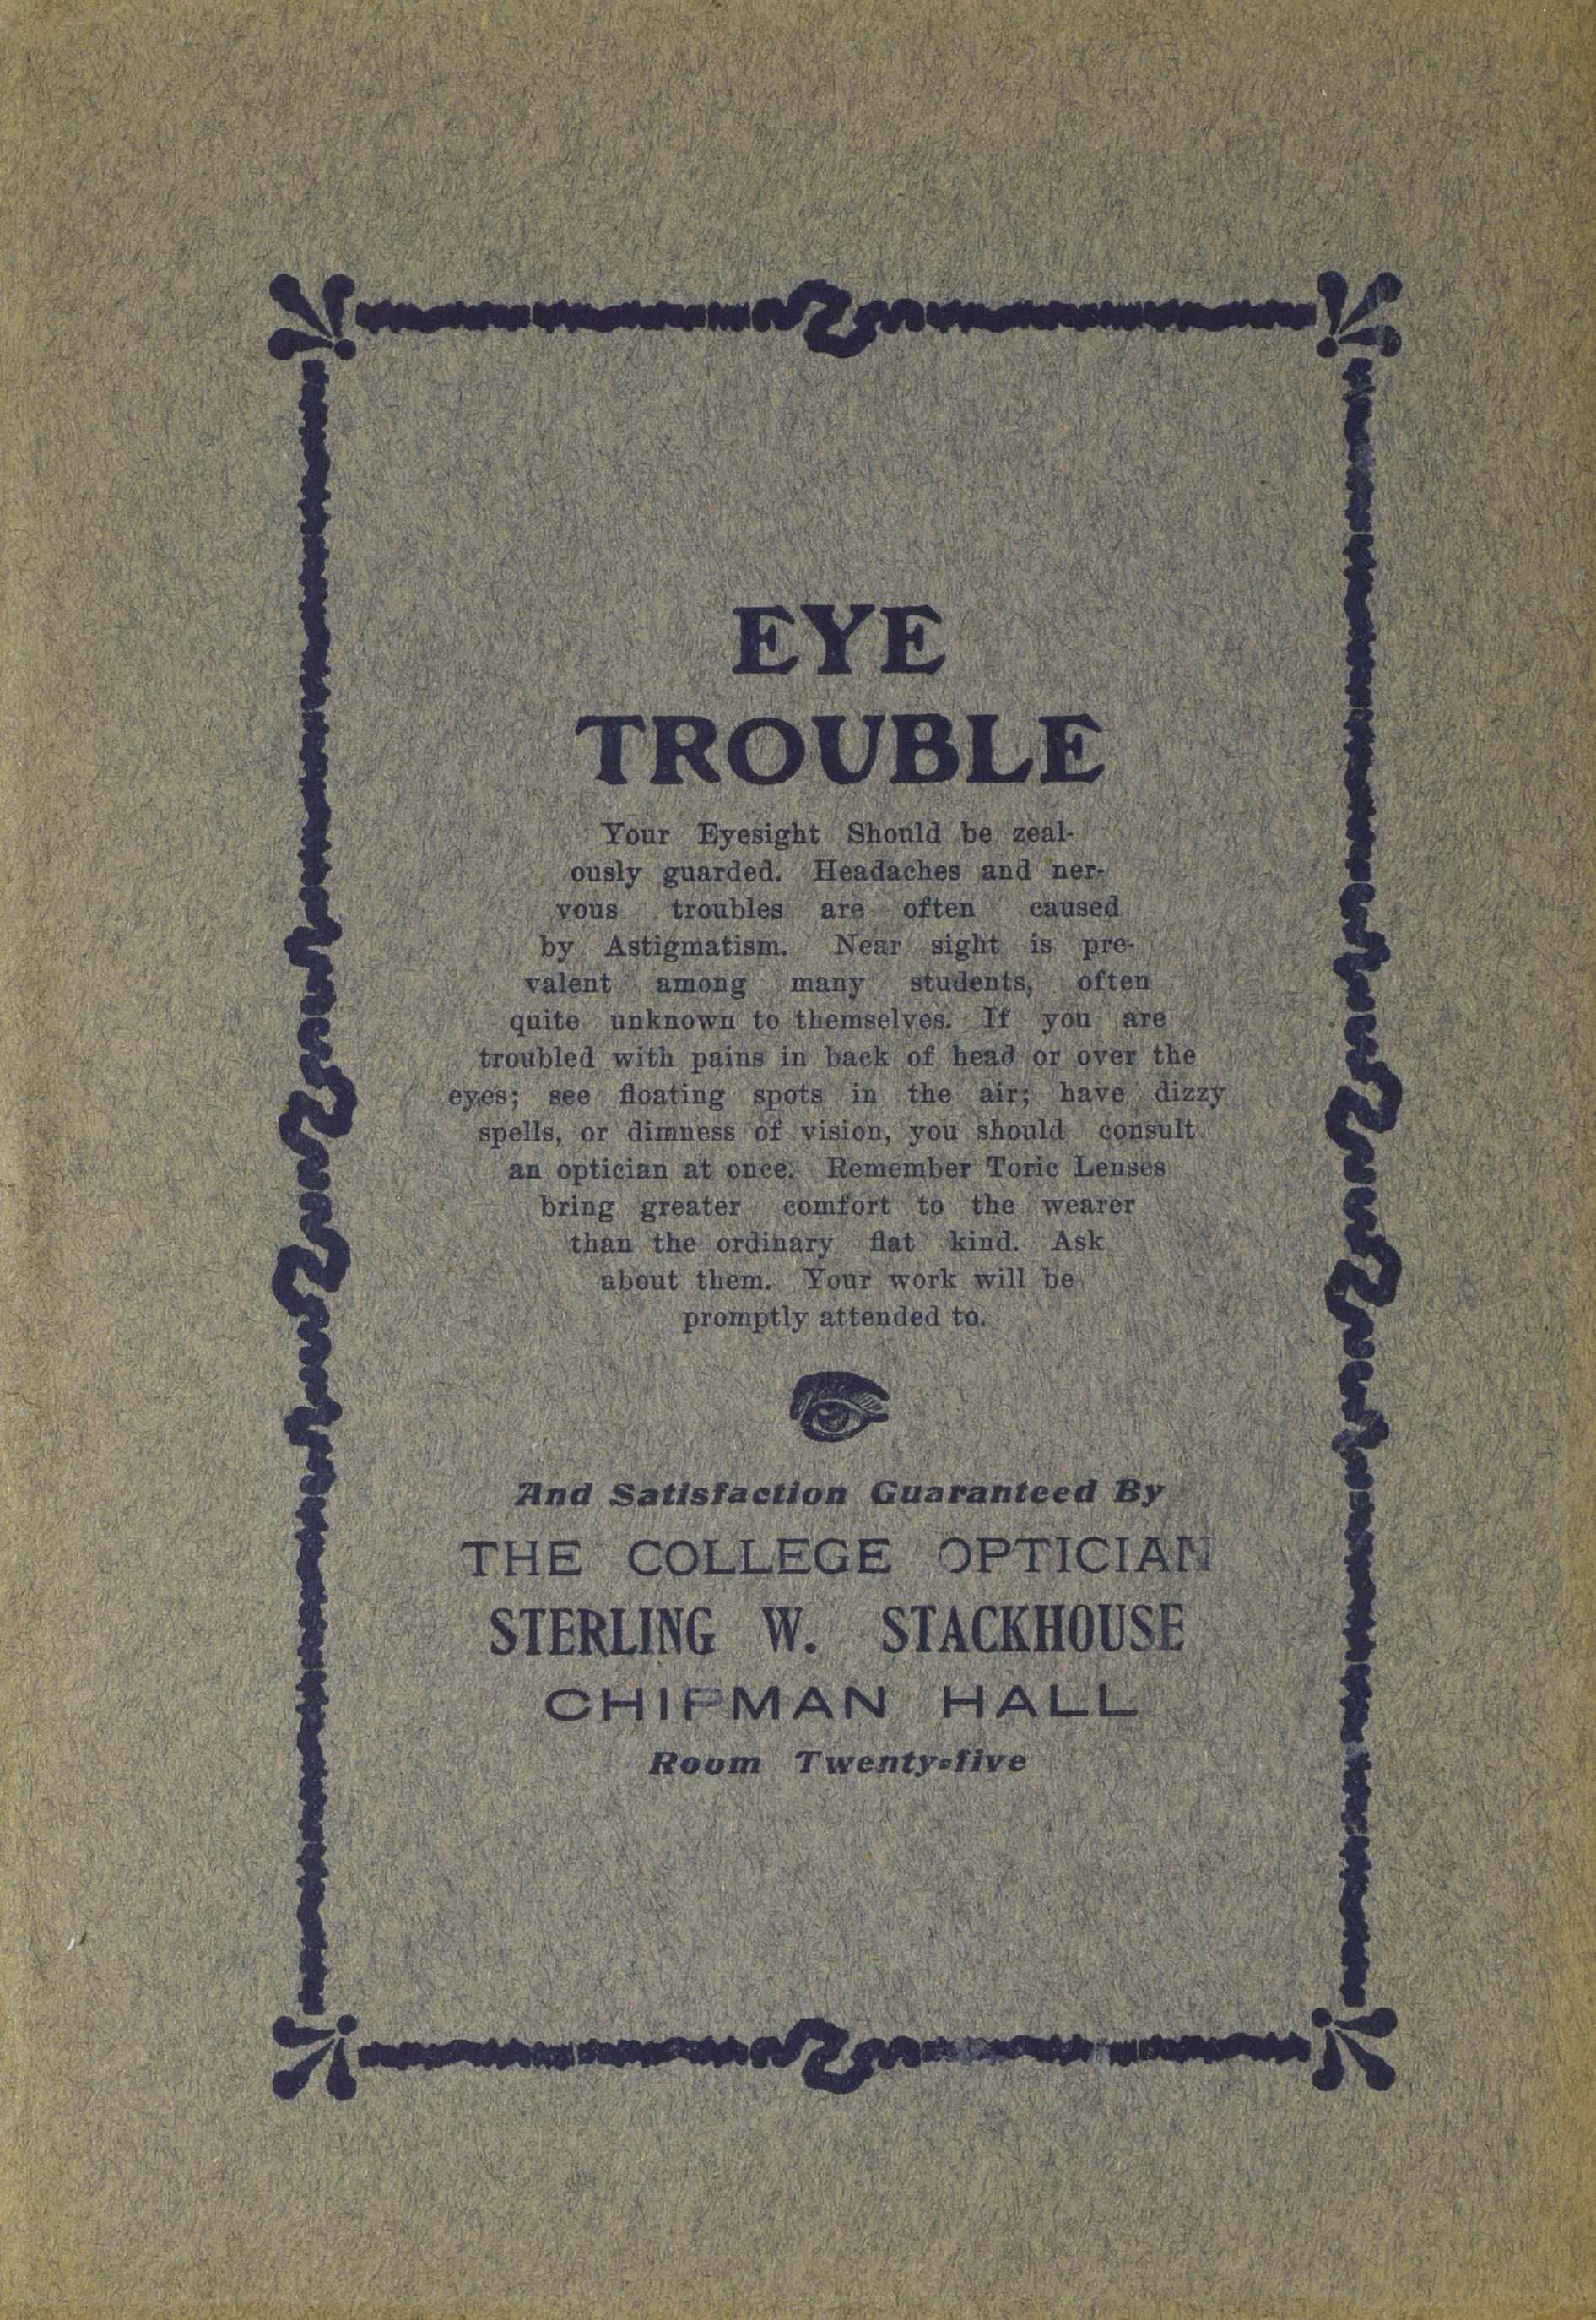 EYE
TROUBLE
Your Eyesight Should be zeal-
ously guarded. Headaches and ner-
vous troubles are often caused
by Astigmatism. Near sight is pre-
valent among many students, often
quite unknown to themselves. If you are
troubled with pains in back of head or over the
eyes; see floating spots in the air; have dizzy
spells, or dimness of vision, you should consult
an optician at once. Remember Toric Lenses
bring greater comfort to the wearer
than the ordinary flat kind. Ask
about them. Your work will be
promptly attended to.
And Satisfaction Guaranteed By
THE COLLEGE OPTICIAN
STERLING W. STACKHOUSE
CHIPMAN HALL
Room Twenty-five